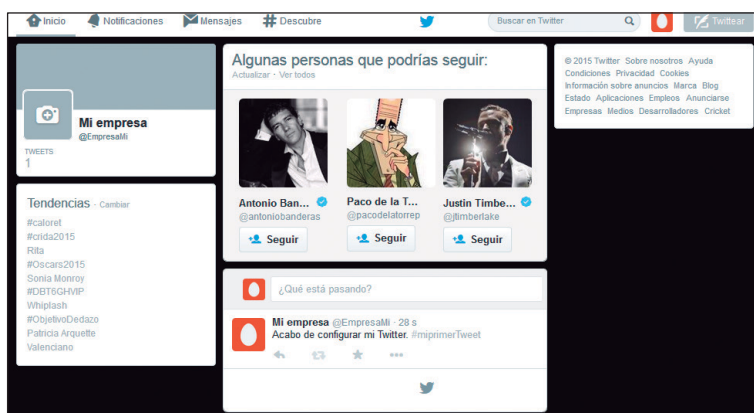 Inicio Notificaciones Mensajes # Descubre Buscar en Twitter Twittear
Mi empresa
@EmpresaMi
TWEETS
1
Tendencias · Cambiar
#caloret
#crida2015
Rita
#Oscars2015
Sonia Monroy
#DBT6GHVIP
Whiplash
#ObjetivoDedazo
Patricia Arquette
Valenciano
Algunas personas que podrías seguir:
Actualizar · Ver todos
Antonio Ban...
@antoniobanderas
Seguir
Paco de la T...
@pacodelatorrep
Seguir
Justin Timbe...
@jtimberlake
Seguir
¿Qué está pasando?
Mi empresa @EmpresaMi · 28 s
Acabo de configurar mi Twitter. #miprimerTweet
© 2015 Twitter Sobre nosotros Ayuda
Condiciones Privacidad Cookies
Información sobre anuncios Marca Blog
Estado Aplicaciones Empleos Anunciarse
Empresas Medios Desarrolladores Cricket